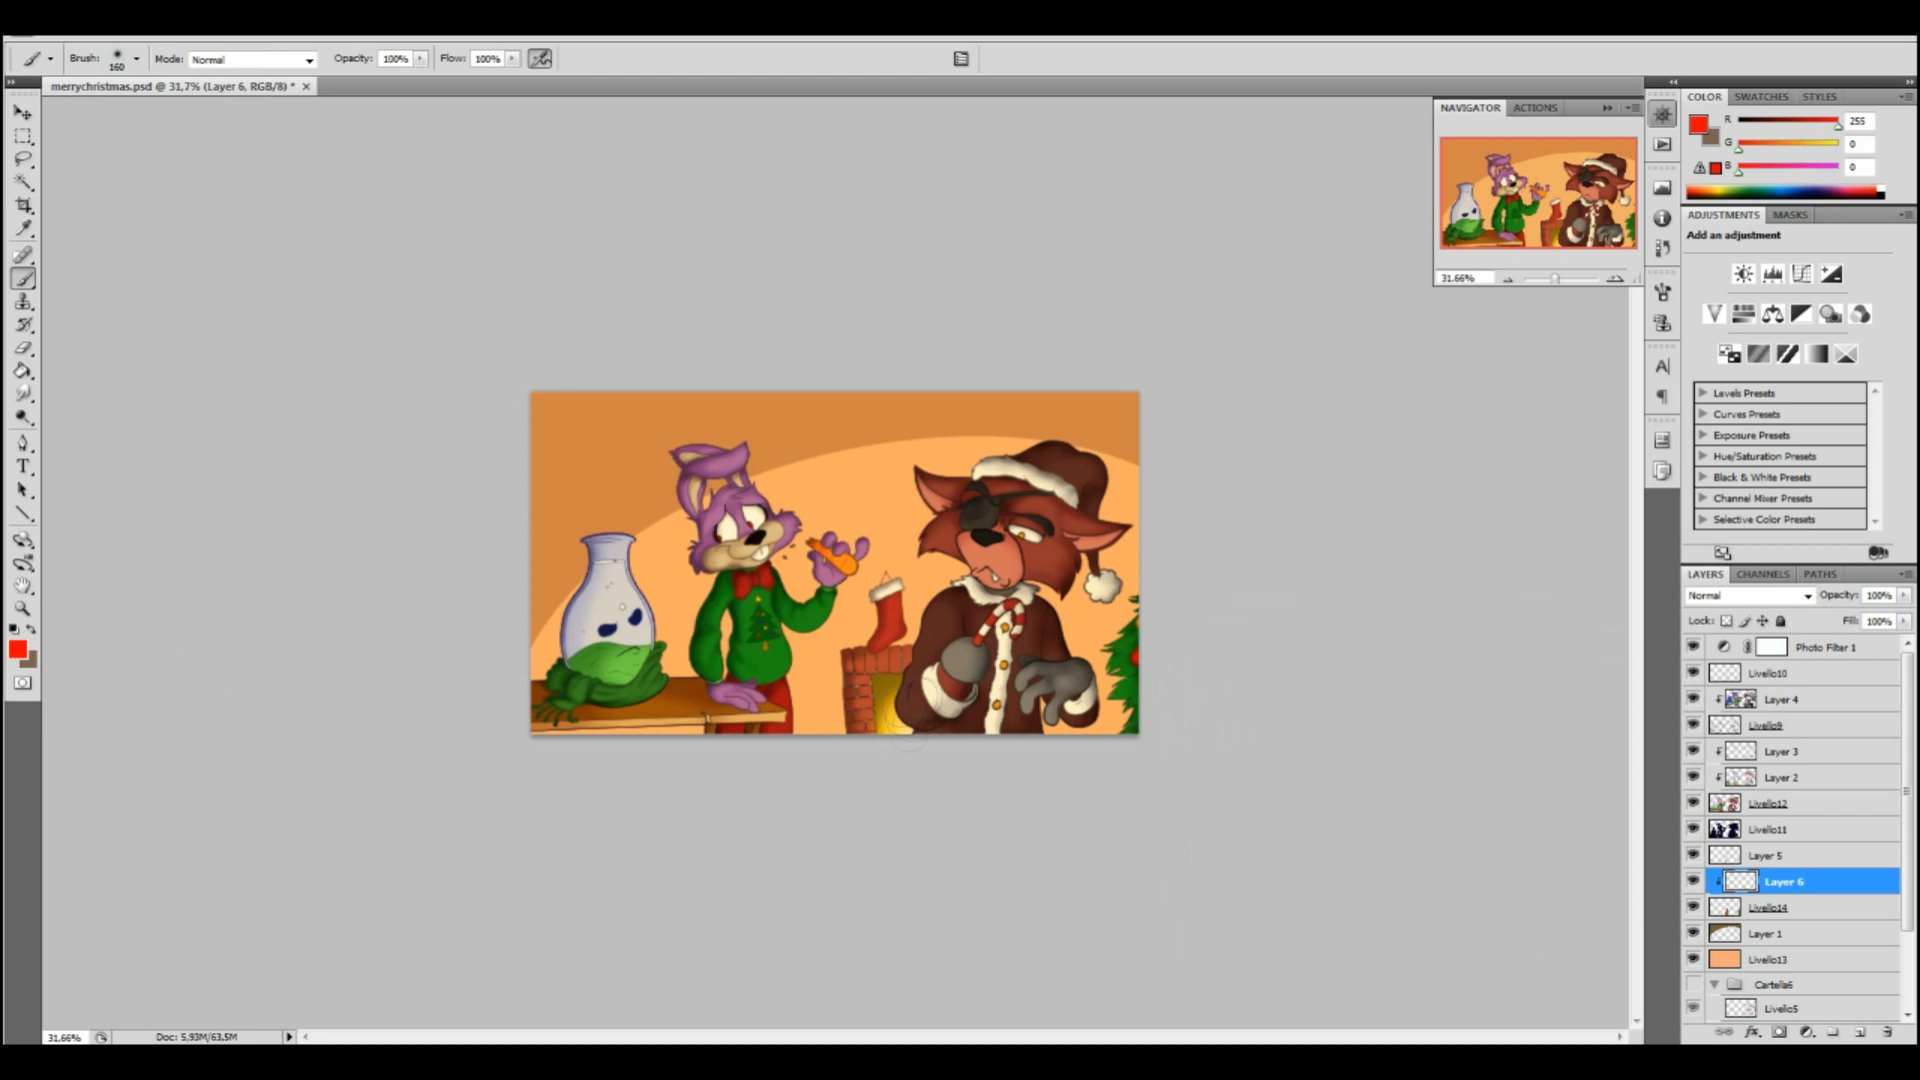 Brush: 160 Mode: Normal Opacity: 100% Flow: 100%
merrychristmas.psd @ 31,7% (Layer 6, RGB/8) * ×
NAVIGATOR ACTIONS
31.66%
COLOR SWATCHES STYLES
R 255
G 0
B 0
ADJUSTMENTS MASKS
Add an adjustment
Levels Presets
Curves Presets
Exposure Presets
Hue/Saturation Presets
Black & White Presets
Channel Mixer Presets
Selective Color Presets
LAYERS CHANNELS PATHS
Normal Opacity: 100%
Lock: Fill: 100%
Photo Filter 1
Livello10
Layer 4
Livello9
Layer 3
Layer 2
Livello12
Livello11
Layer 5
Layer 6
Livello14
Layer 1
Livello13
Cartella6
Livello5
31,66% Doc: 5,93M/63,5M